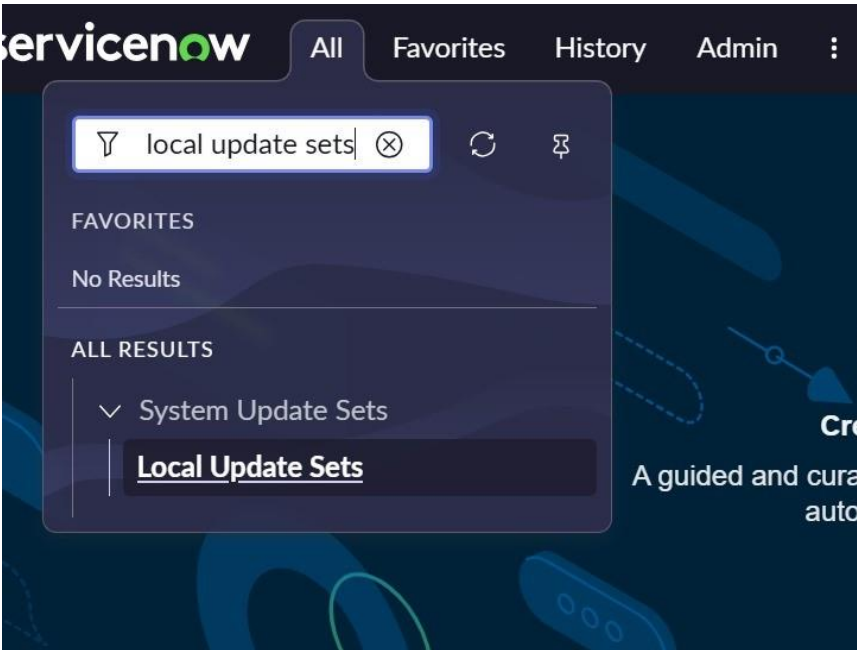 servicenow All Favorites History Admin
local update sets
FAVORITES
No Results
ALL RESULTS
System Update Sets
Local Update Sets
Cre
A guided and cura
auto